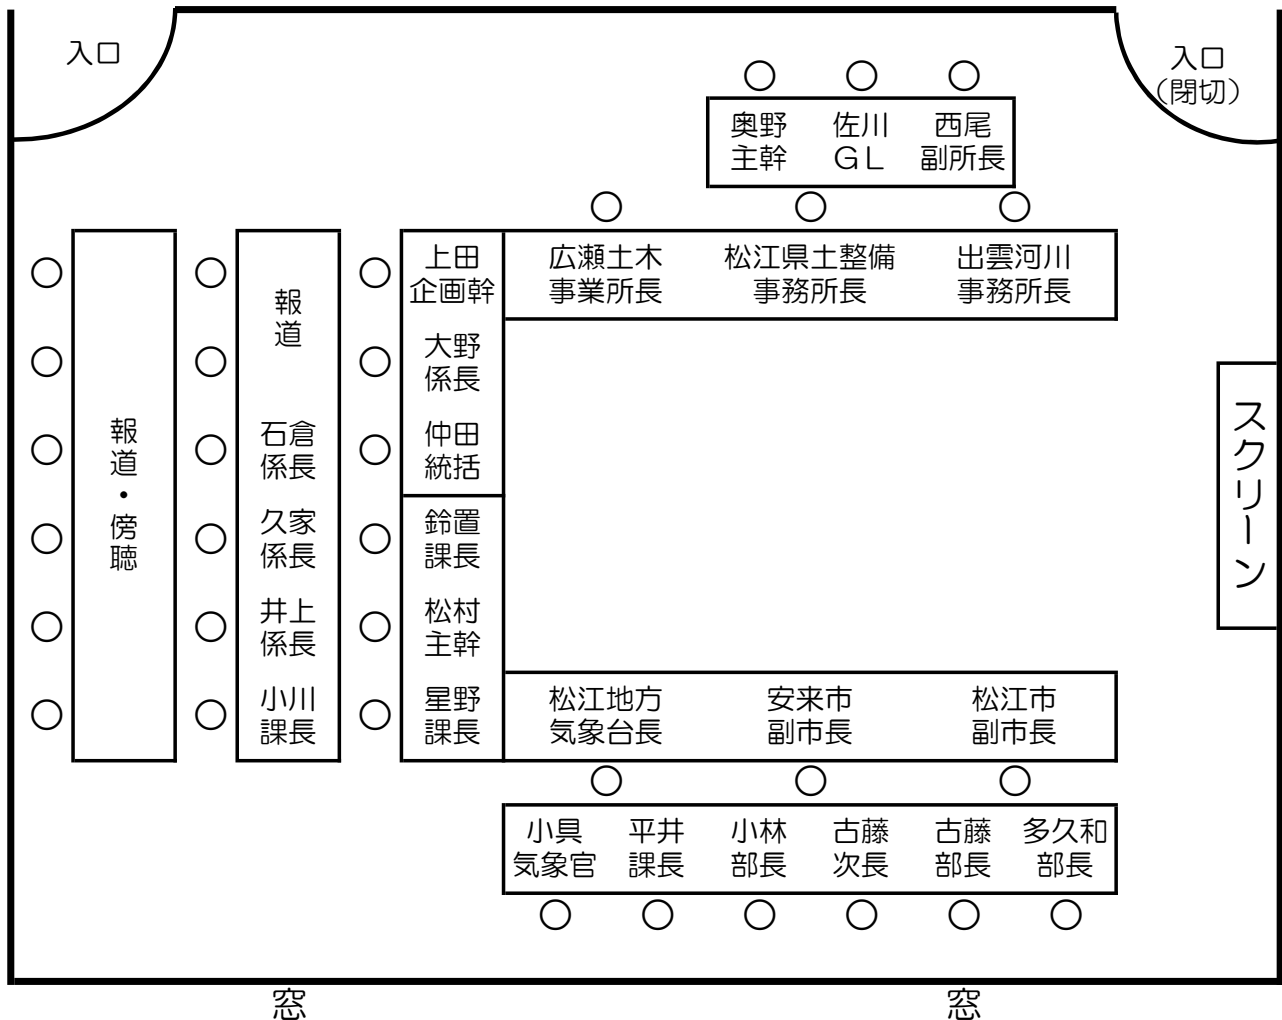 入口
入口
（閉切）
奥野
主幹
佐川
ＧＬ
西尾
副所長
広瀬土木
事業所長
松江県土整備
事務所長
出雲河川
事務所長
上田
企画幹
大野
係長
仲田
統括
鈴置
課長
松村
主幹
星野
課長
報道
石倉
係長
久家
係長
井上
係長
小川
課長
報道・傍聴
スクリーン
松江地方
気象台長
安来市
副市長
松江市
副市長
小具
気象官
平井
課長
小林
部長
古藤
次長
古藤
部長
多久和
部長
窓
窓